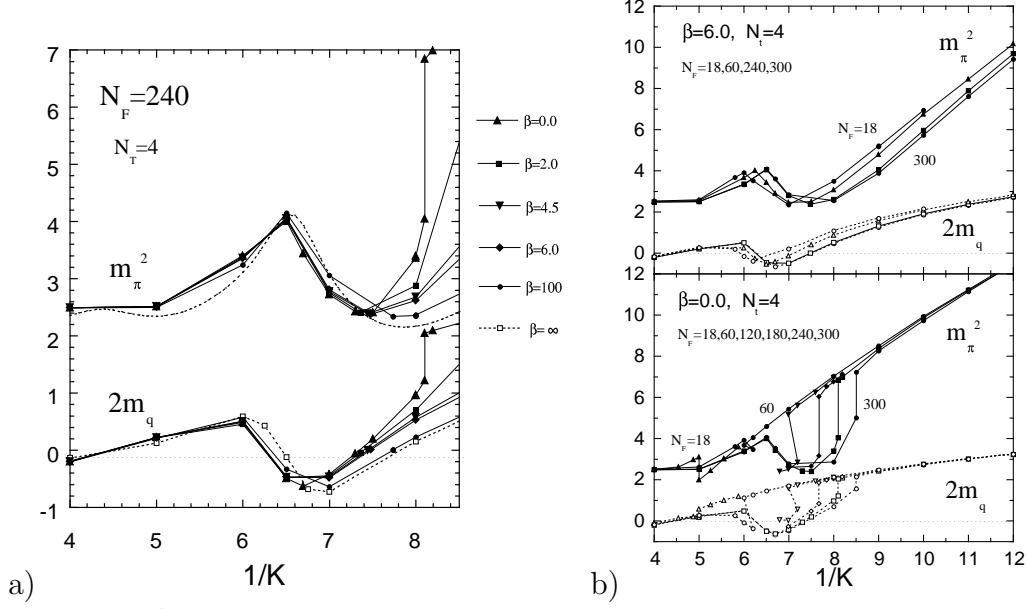 7
6
5
4
3
2
1
0
-1
N_F=240
N_T=4
m_π^2
2m_q
4 5 6 7 8
1/K
a)
β=0.0
β=2.0
β=4.5
β=6.0
β=100
β=∞
12
10
8
6
4
2
0
β=6.0, N_t=4
N_F=18,60,240,300
m_π^2
N_F=18
300
2m_q
12
10
8
6
4
2
0
β=0.0, N_t=4
N_F=18,60,120,180,240,300
m_π^2
60
300
N_F=18
2m_q
4 5 6 7 8 9 10 11 12
1/K
b)